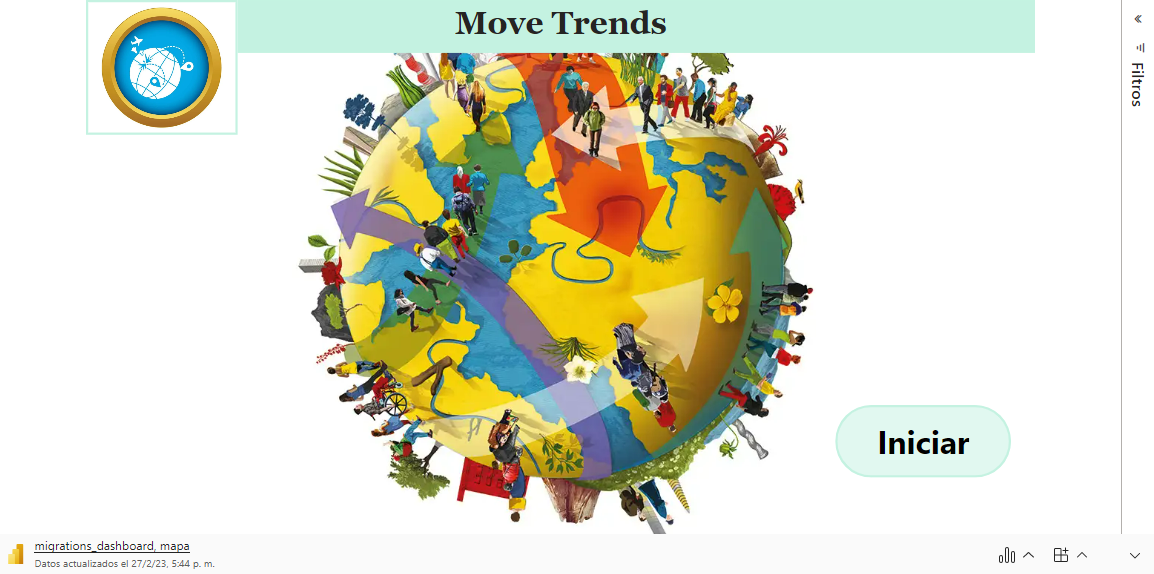 Move Trends
Filtros
Iniciar
migrations_dashboard, mapa
Datos actualizados el 27/2/23, 5:44 p. m.